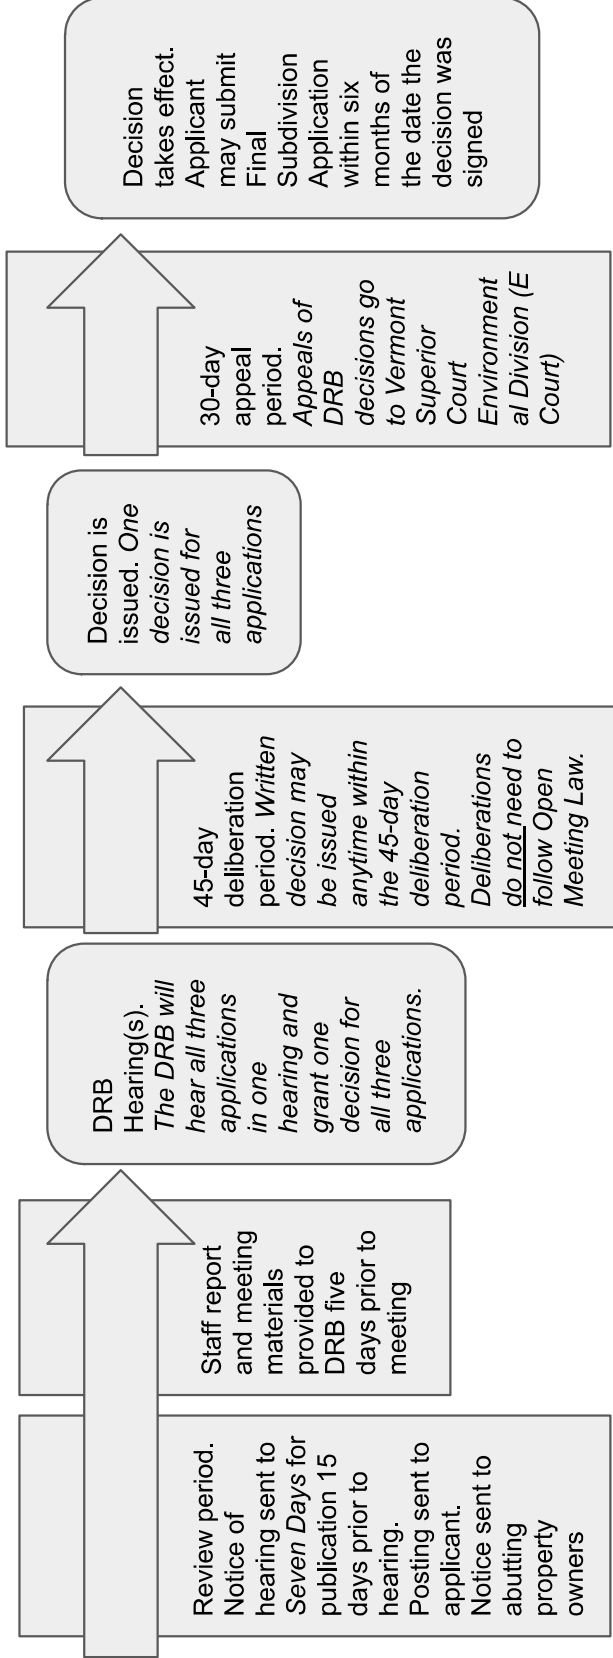 Review period.
Notice of
hearing sent to
Seven Days for
publication 15
days prior to
hearing.
Posting sent to
applicant.
Notice sent to
abutting
property
owners
Staff report
and meeting
materials
provided to
DRB five
days prior to
meeting
DRB
Hearing(s).
The DRB will
hear all three
applications
in one
hearing and
grant one
decision for
all three
applications.
45-day
deliberation
period. Written
decision may
be issued
anytime within
the 45-day
deliberation
period.
Deliberations
do not need to
follow Open
Meeting Law.
Decision is
issued. One
decision is
issued for
all three
applications
30-day
appeal
period.
Appeals of
DRB
decisions go
to Vermont
Superior
Court
Environment
al Division (E
Court)
Decision
takes effect.
Applicant
may submit
Final
Subdivision
Application
within six
months of
the date the
decision was
signed